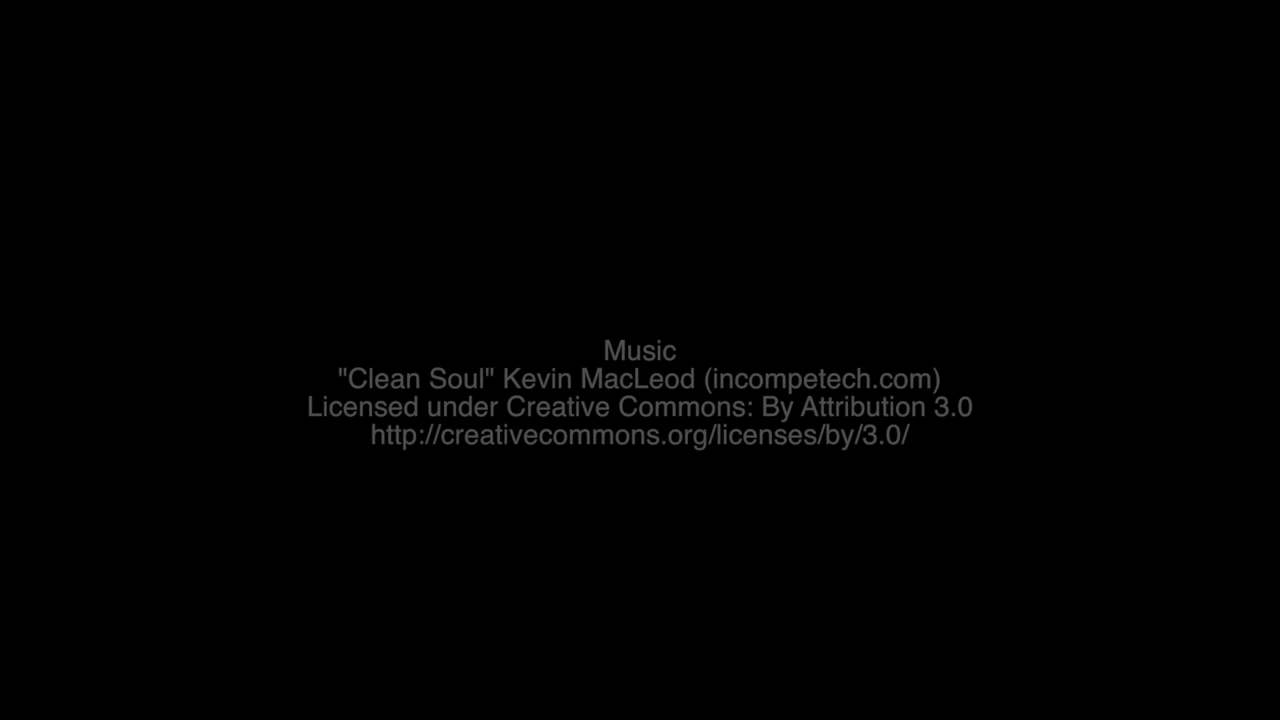 Music
"Clean Soul" Kevin MacLeod (incompetech.com)
Licensed under Creative Commons: By Attribution 3.0
http://creativecommons.org/licenses/by/3.0/